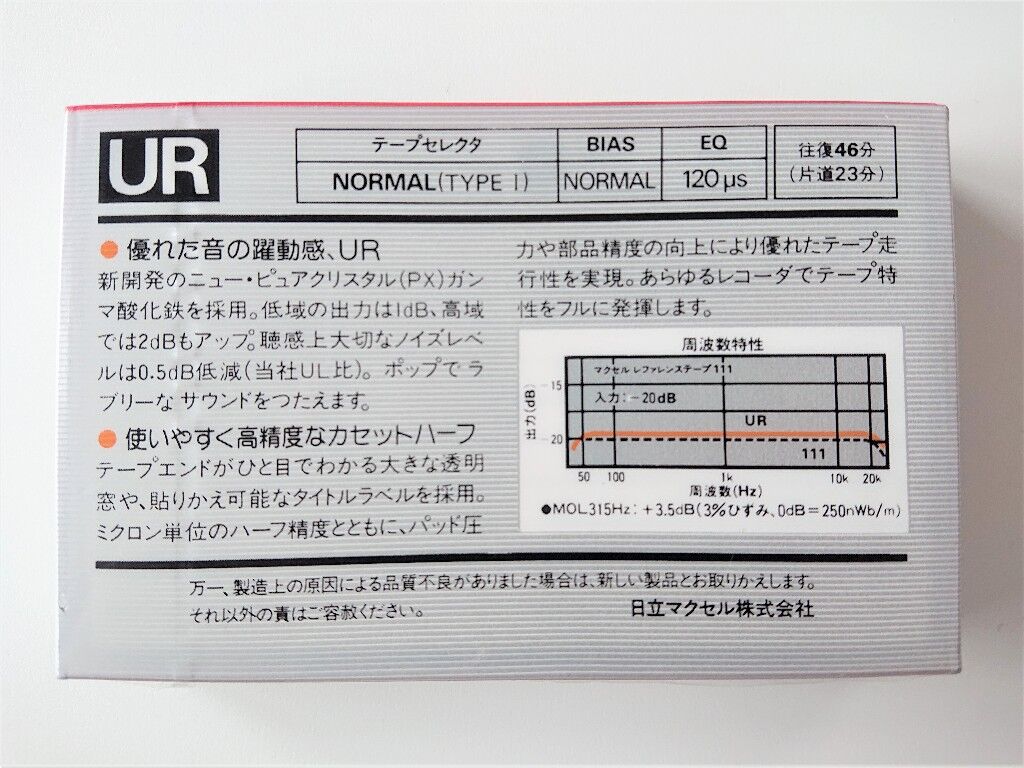 UR
テープセレクタ BIAS EQ
NORMAL(TYPE I) NORMAL 120μs
往復46分
(片道23分)
●優れた音の躍動感、UR
新開発のニュー・ピュアクリスタル(PX)ガン
マ酸化鉄を採用。低域の出力は1dB、高域
では2dBもアップ。聴感上大切なノイズレベ
ルは0.5dB低減(当社UL比)。ポップでラ
ブリーなサウンドをつたえます。
●使いやすく高精度なカセットハーフ
テープエンドがひと目でわかる大きな透明
窓や、貼りかえ可能なタイトルラベルを採用。
ミクロン単位のハーフ精度とともに、パッド圧
力や部品精度の向上により優れたテープ走
行性を実現。あらゆるレコーダでテープ特
性をフルに発揮します。
周波数特性
マクセル レファレンステープ111
入力:-20dB
出力(dB)
-15
-20
UR
111
50 100 1k 10k 20k
周波数(Hz)
●MOL315Hz:+3.5dB(3%ひずみ、0dB=250nWb/m)
万一、製造上の原因による品質不良がありました場合は、新しい製品とお取りかえします。
それ以外の責はご容赦ください。
日立マクセル株式会社